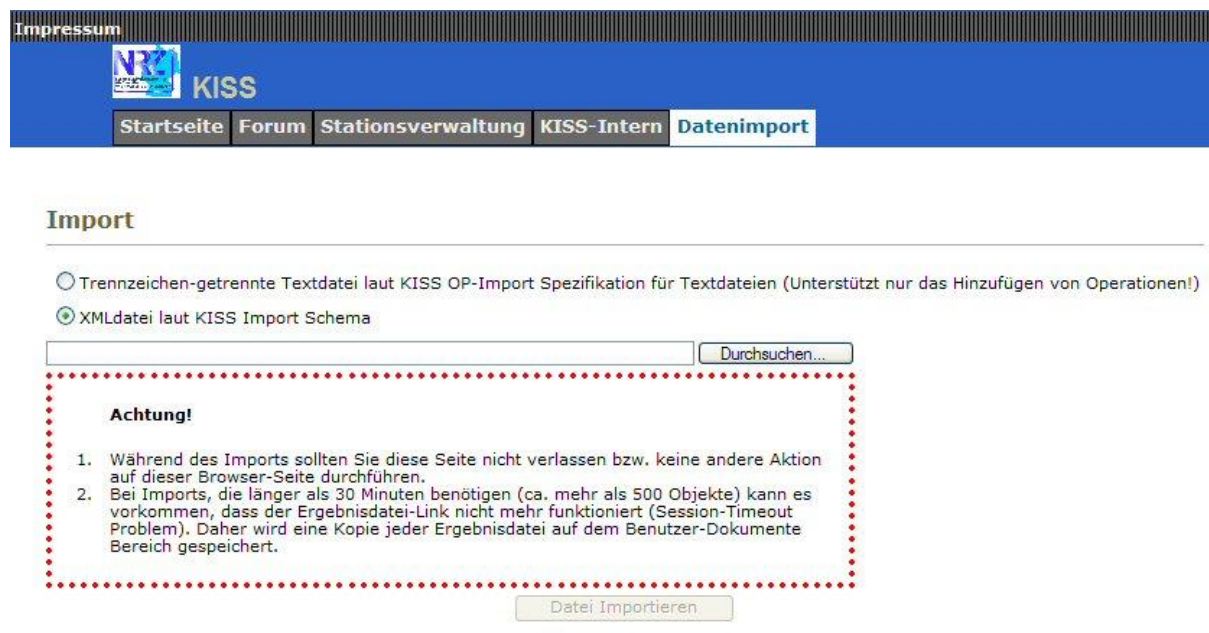 Impressum
NRZ
KISS
Startseite Forum Stationsverwaltung KISS-Intern Datenimport
Import
Trennzeichen-getrennte Textdatei laut KISS OP-Import Spezifikation für Textdateien (Unterstützt nur das Hinzufügen von Operationen!)
XMLdatei laut KISS Import Schema
Durchsuchen...
Achtung!
1. Während des Imports sollten Sie diese Seite nicht verlassen bzw. keine andere Aktion
auf dieser Browser-Seite durchführen.
2. Bei Imports, die länger als 30 Minuten benötigen (ca. mehr als 500 Objekte) kann es
vorkommen, dass der Ergebnisdatei-Link nicht mehr funktioniert (Session-Timeout
Problem). Daher wird eine Kopie jeder Ergebnisdatei auf dem Benutzer-Dokumente
Bereich gespeichert.
Datei Importieren